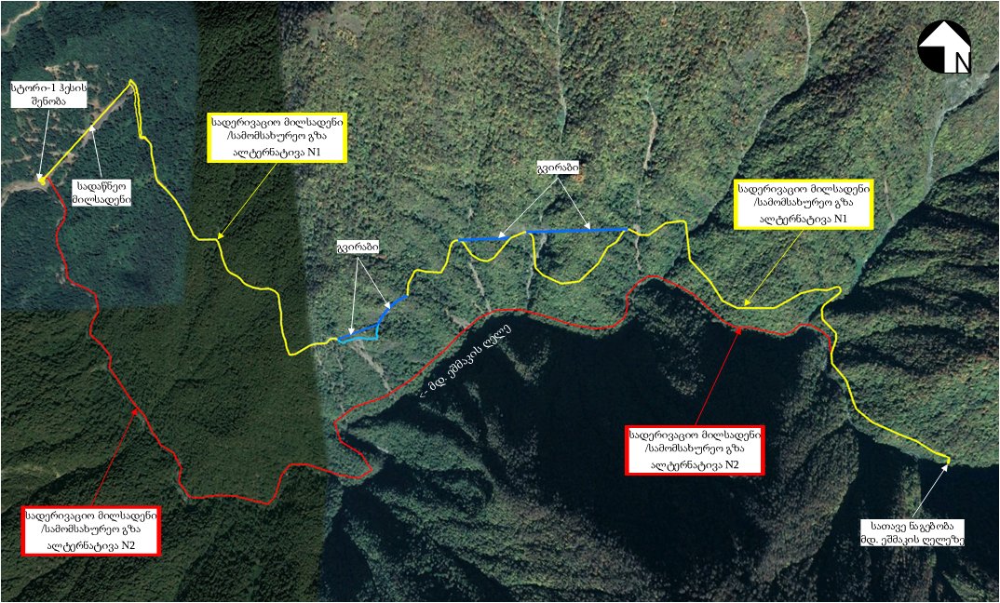 N
სტორი-1 ჰესის
შენობა
სადერივაციო მილსადენი
/სამომსახურეო გზა
ალტერნატივა N1
გვირაბი
სადაწნეო
მილსადენი
სადერივაციო მილსადენი
/სამომსახურეო გზა
ალტერნატივა N1
გვირაბი
<- მდ. ეშმაკის ღელე
სადერივაციო მილსადენი
/სამომსახურეო გზა
ალტერნატივა N2
სადერივაციო მილსადენი
/სამომსახურეო გზა
ალტერნატივა N2
სათავე ნაგებობა
მდ. ეშმაკის ღელეზე